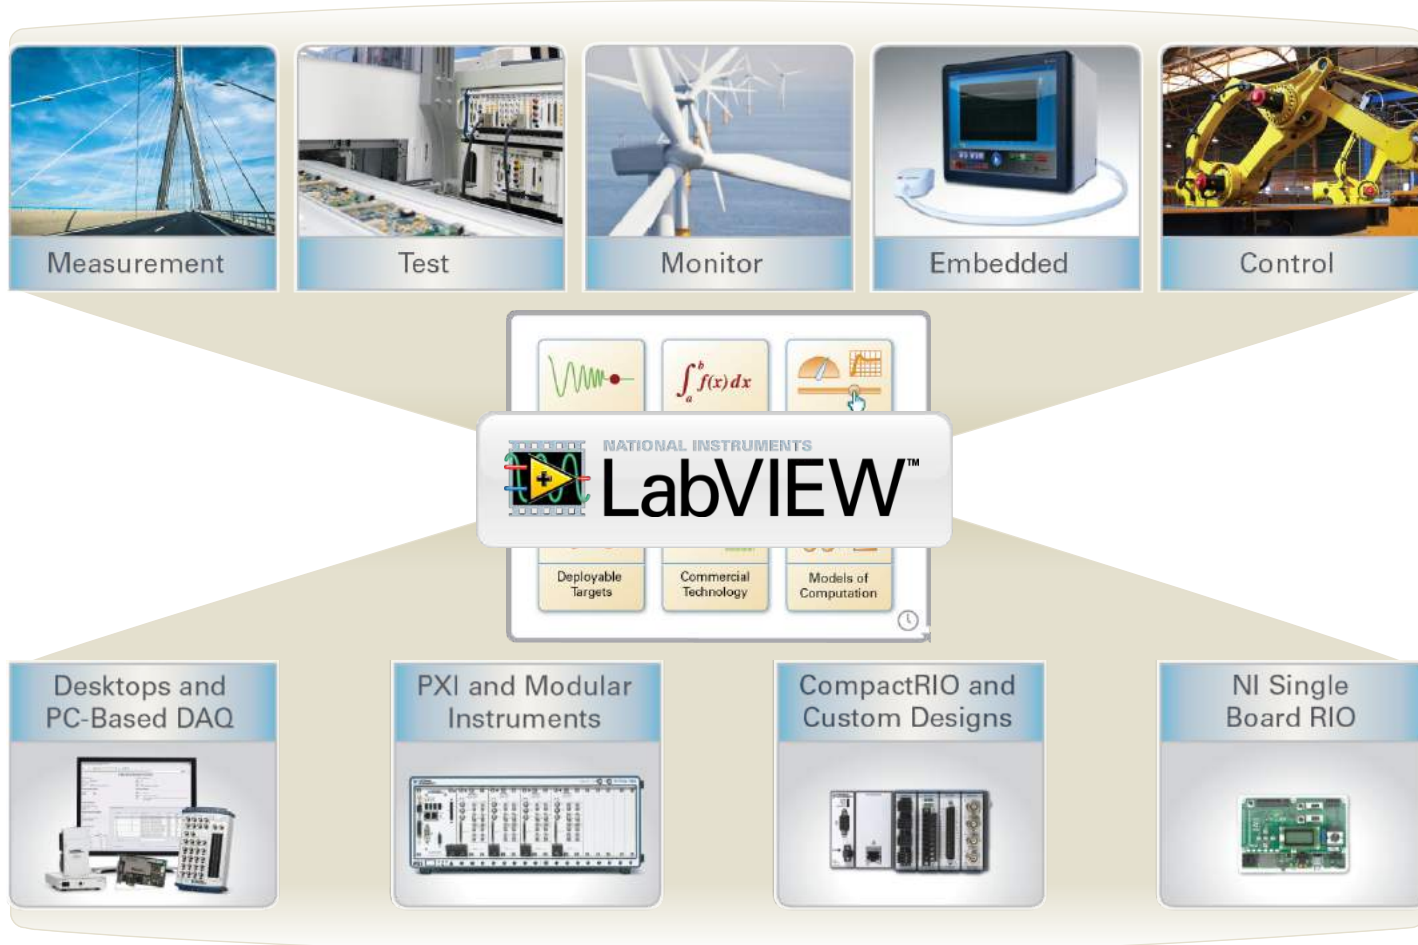 Measurement
Test
Monitor
Embedded
Control
∫ₐᵇ f(x) dx
NATIONAL INSTRUMENTS
LabVIEW™
Deployable
Targets
Commercial
Technology
Models of
Computation
Desktops and
PC-Based DAQ
PXI and Modular
Instruments
CompactRIO and
Custom Designs
NI Single
Board RIO